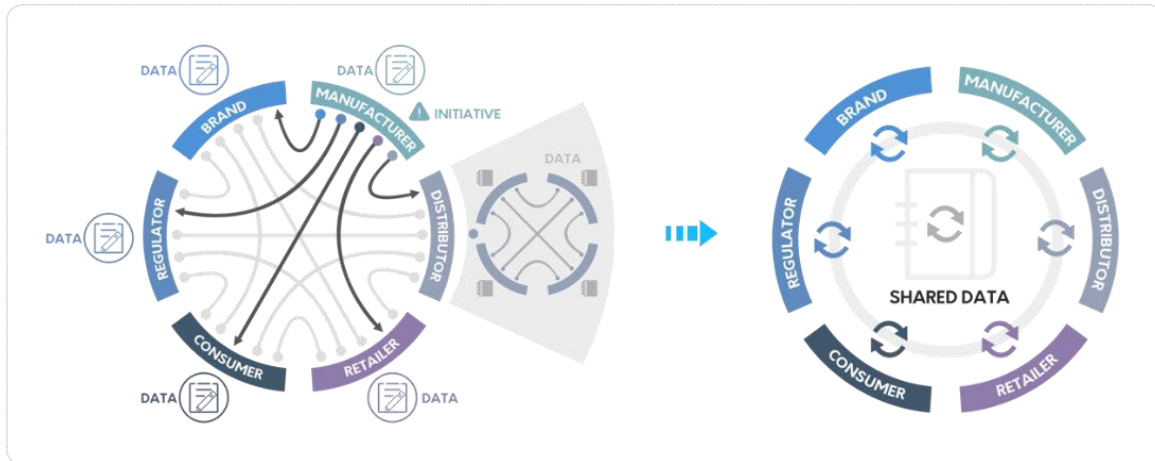 DATA
DATA
BRAND
MANUFACTURER
INITIATIVE
DATA
REGULATOR
DISTRIBUTOR
DATA
CONSUMER
RETAILER
DATA
DATA
BRAND
MANUFACTURER
REGULATOR
DISTRIBUTOR
SHARED DATA
CONSUMER
RETAILER